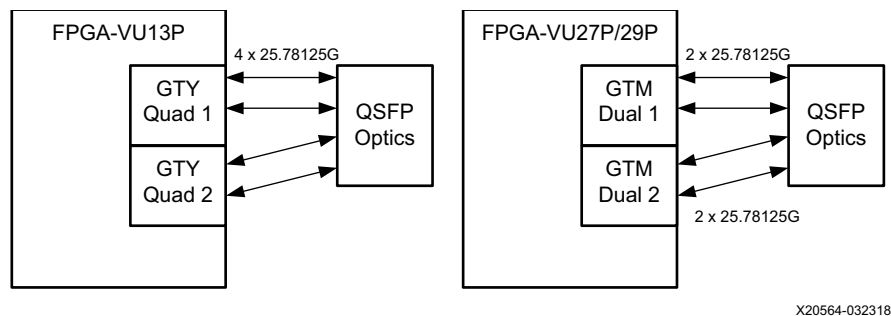 FPGA-VU13P
4 x 25.78125G
GTY
Quad 1
QSFP
Optics
GTY
Quad 2
FPGA-VU27P/29P
2 x 25.78125G
GTM
Dual 1
QSFP
Optics
GTM
Dual 2
2 x 25.78125G
X20564-032318